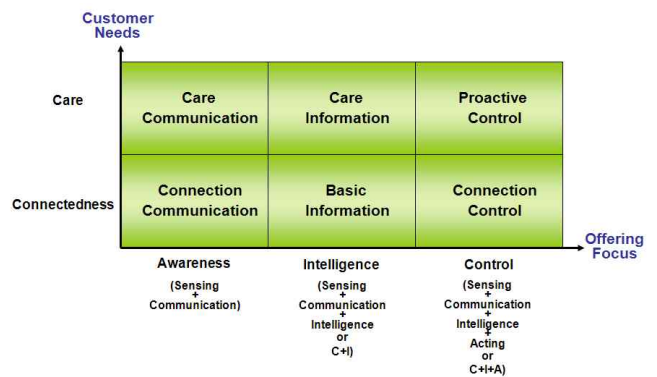 Customer
Needs
Care
Care
Communication
Care
Information
Proactive
Control
Connectedness
Connection
Communication
Basic
Information
Connection
Control
Offering
Focus
Awareness
(Sensing
+
Communication)
Intelligence
(Sensing
+
Communication
+
Intelligence
or
C+I)
Control
(Sensing
+
Communication
+
Intelligence
+
Acting
or
C+I+A)